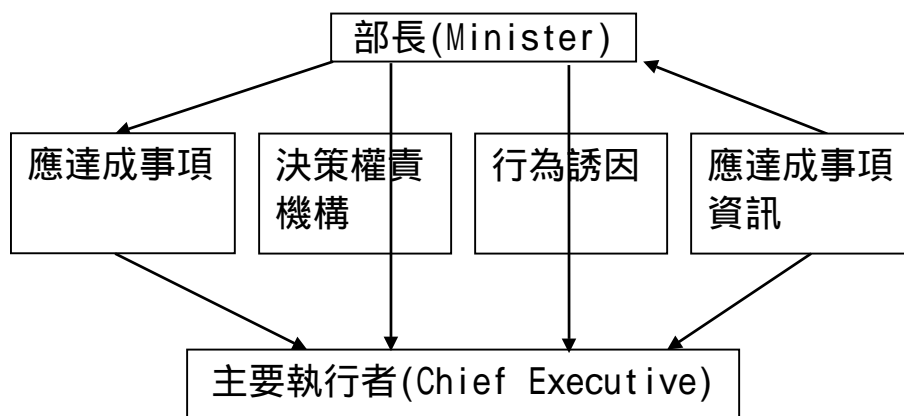 部長(Minister)
應達成事項
決策權責
機構
行為誘因
應達成事項
資訊
主要執行者(Chief Executive)